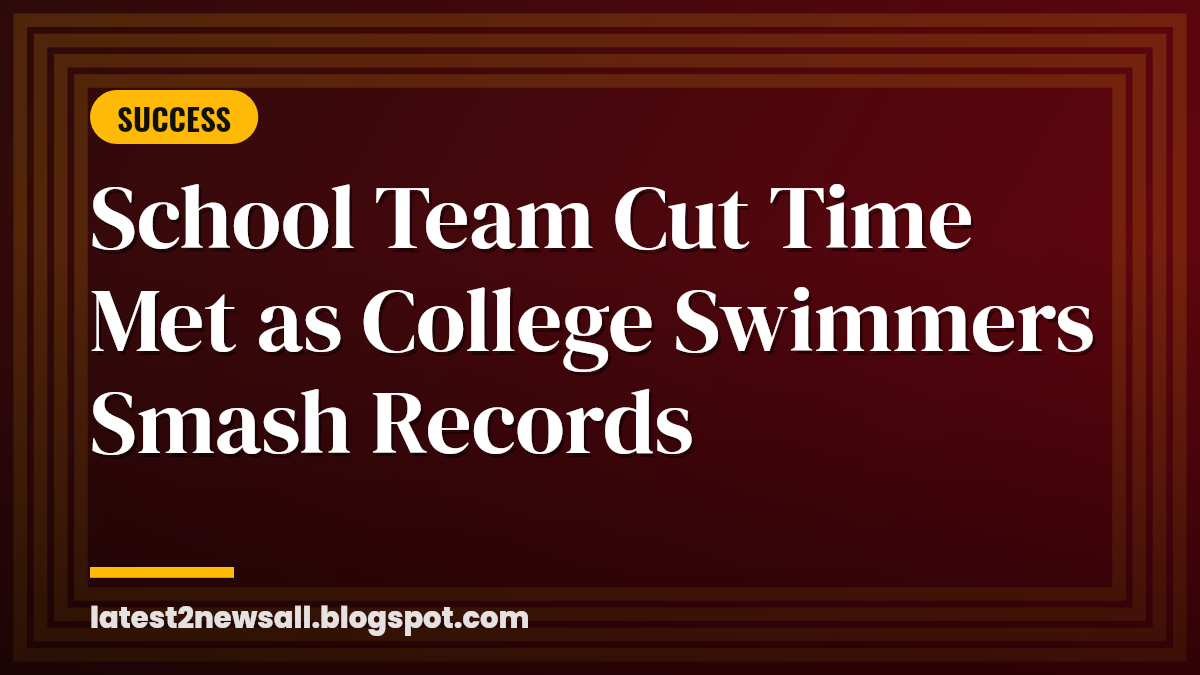 SUCCESS
School Team Cut Time
Met as College Swimmers
Smash Records
latest2newsall.blogspot.com